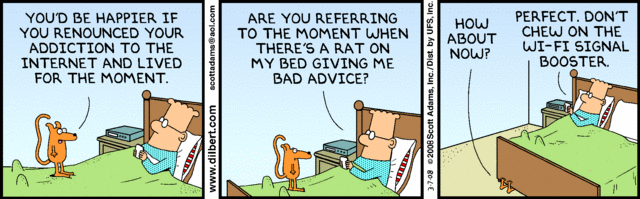 YOU'D BE HAPPIER IF
YOU RENOUNCED YOUR
ADDICTION TO THE
INTERNET AND LIVED
FOR THE MOMENT.
www.dilbert.com
scottadams@aol.com
ARE YOU REFERRING
TO THE MOMENT WHEN
THERE'S A RAT ON
MY BED GIVING ME
BAD ADVICE?
3-7-08 ©2008 Scott Adams, Inc./Dist. by UFS, Inc.
HOW
ABOUT
NOW?
PERFECT. DON'T
CHEW ON THE
WI-FI SIGNAL
BOOSTER.